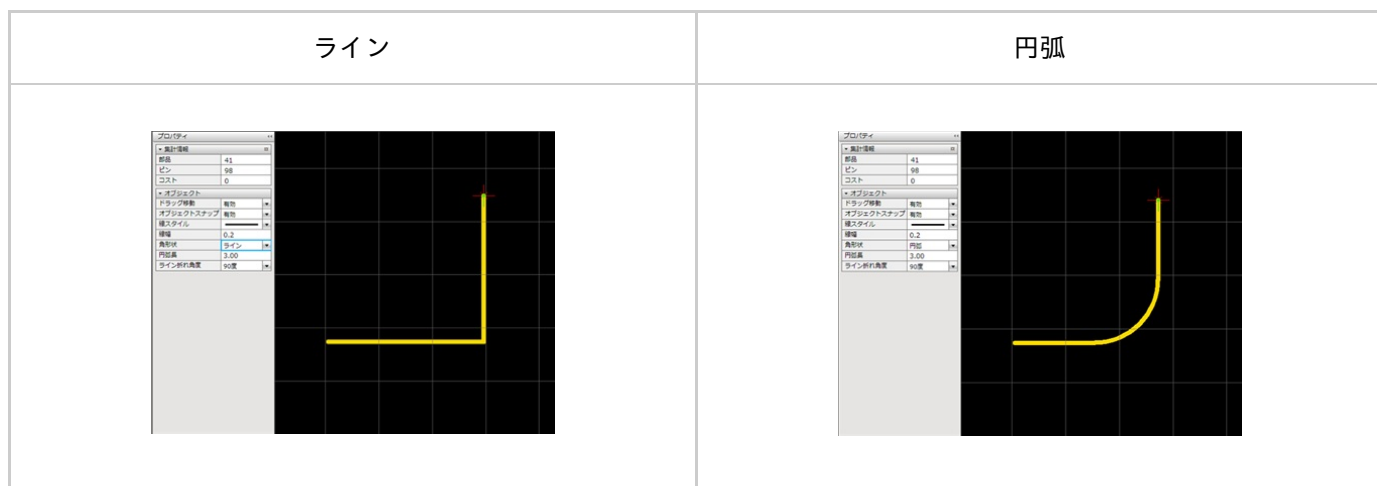 ライン
円弧
プロパティ
集計情報
部品 41
ピン 98
コスト 0
オブジェクト
ドラッグ移動 有効
オブジェクトスナップ 有効
線スタイル
線幅 0.2
角形状 ライン
円弧長 3.00
ライン折れ角度 90度
プロパティ
集計情報
部品 41
ピン 98
コスト 0
オブジェクト
ドラッグ移動 有効
オブジェクトスナップ 有効
線スタイル
線幅 0.2
角形状 円弧
円弧長 3.00
ライン折れ角度 90度